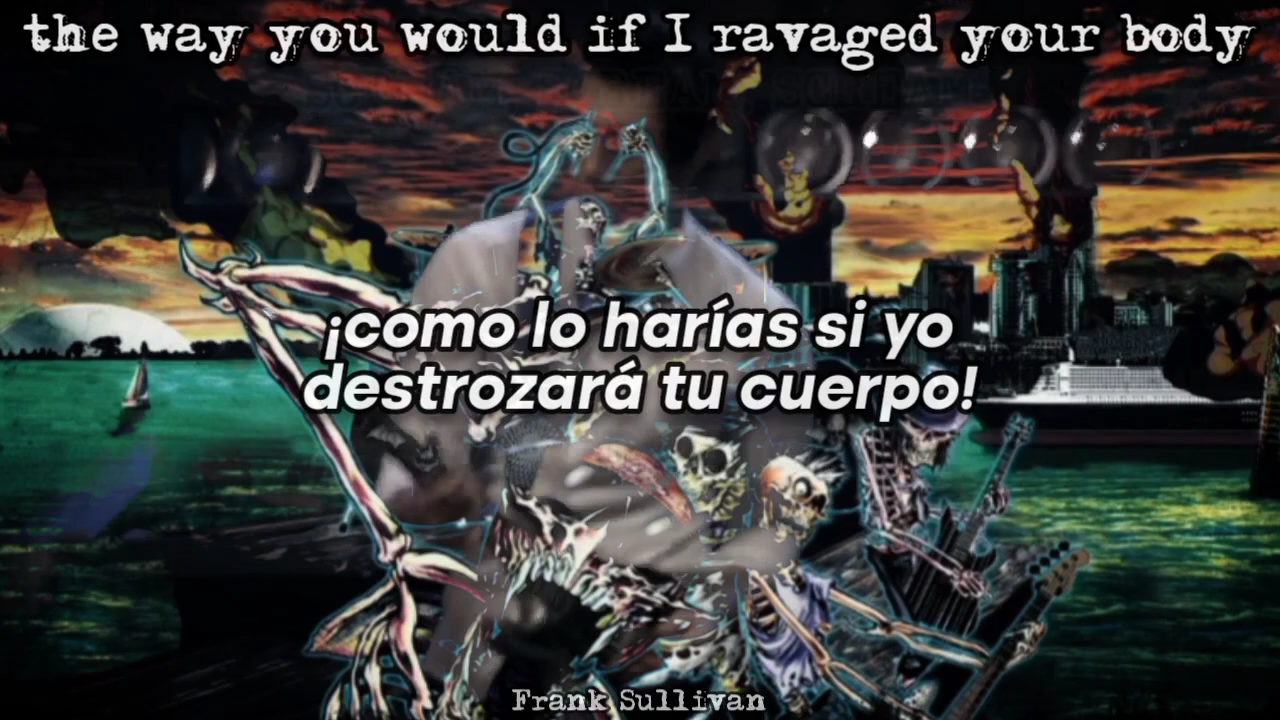 the way you would if I ravaged your body
¡como lo harías si yo
destrozará tu cuerpo!
Frank Sullivan